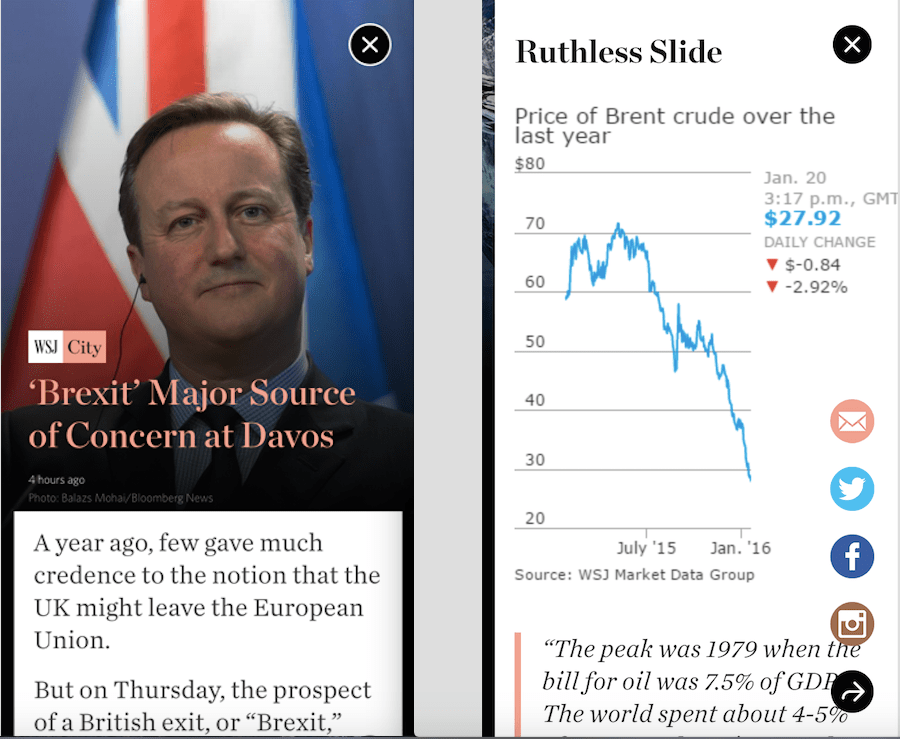 WSJ City
‘Brexit’ Major Source
of Concern at Davos
4 hours ago
Photo: Balazs Mohai/Bloomberg News
A year ago, few gave much
credence to the notion that the
UK might leave the European
Union.
But on Thursday, the prospect
of a British exit, or “Brexit,”
Ruthless Slide
Price of Brent crude over the
last year
$80
70
60
50
40
30
20
July '15 Jan. '16
Jan. 20
3:17 p.m., GMT
$27.92
DAILY CHANGE
▼ $-0.84
▼ -2.92%
Source: WSJ Market Data Group
“The peak was 1979 when the
bill for oil was 7.5% of GDP
The world spent about 4-5%